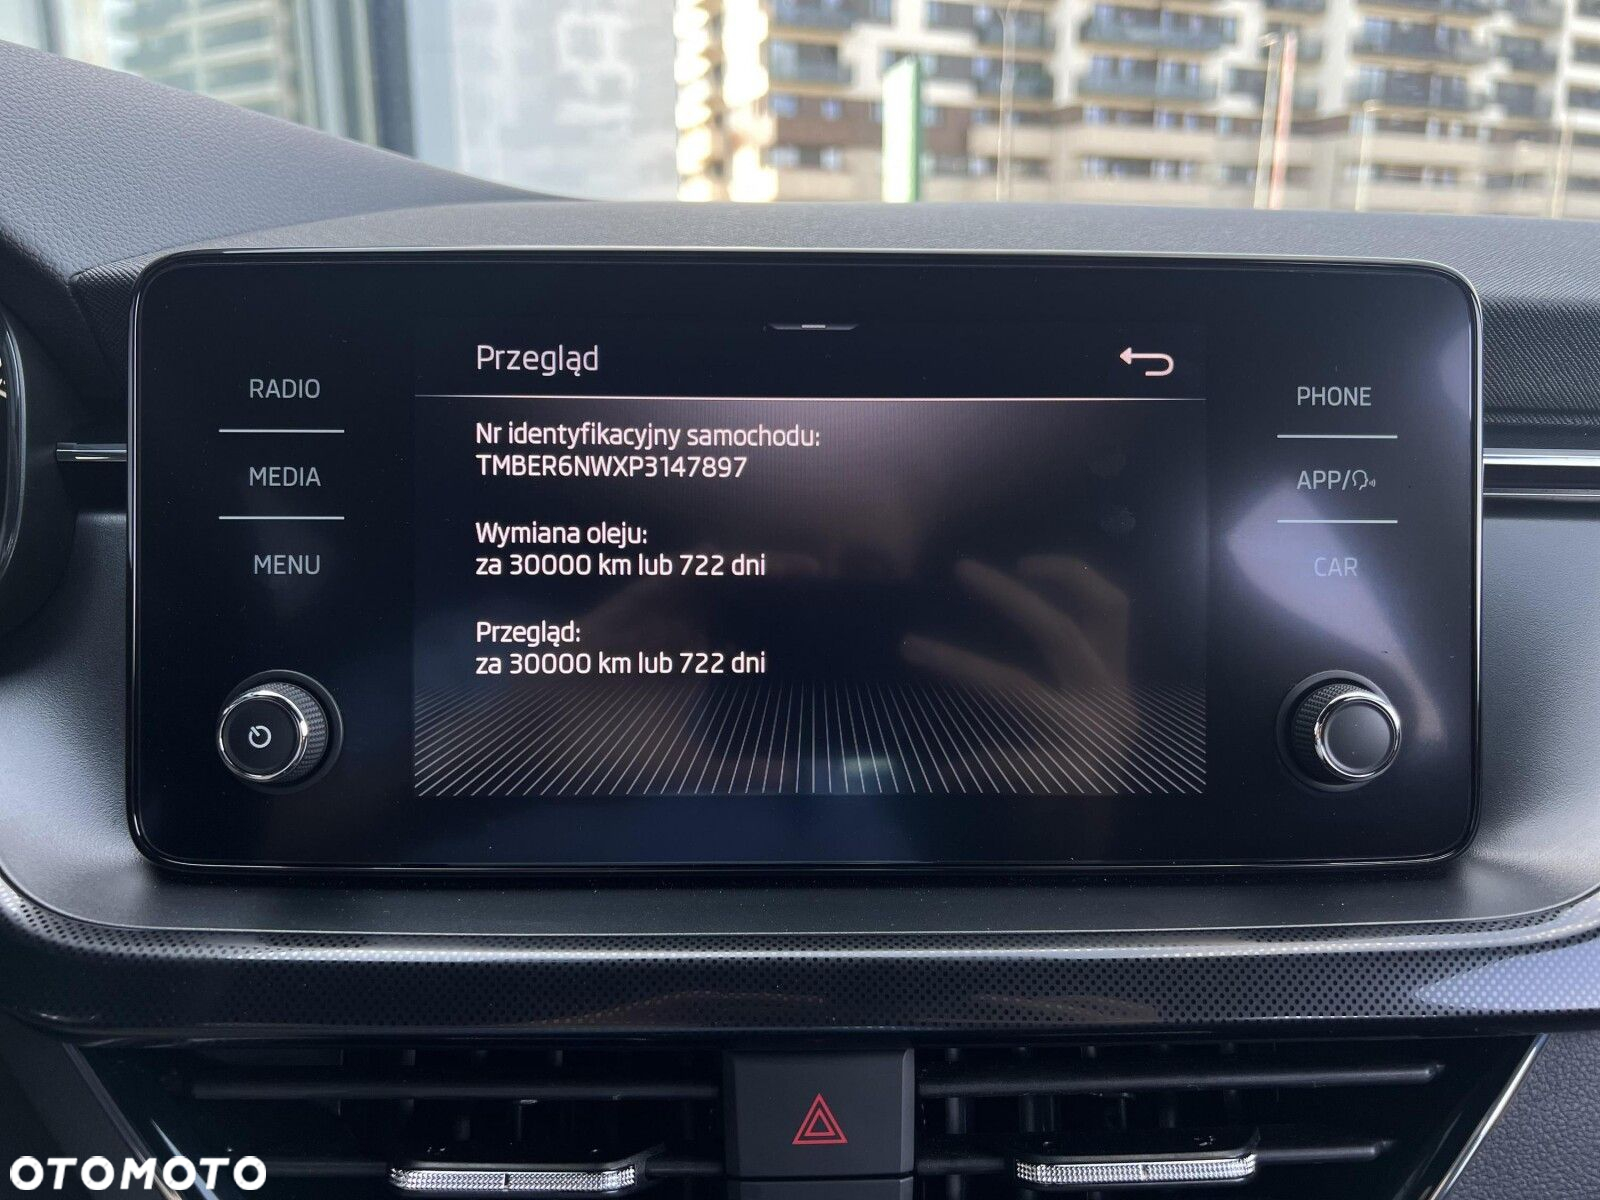 Przegląd
RADIO
MEDIA
MENU
Nr identyfikacyjny samochodu:
TMBER6NWXP3147897
Wymiana oleju:
za 30000 km lub 722 dni
Przegląd:
za 30000 km lub 722 dni
PHONE
APP/
CAR
OTOMOTO